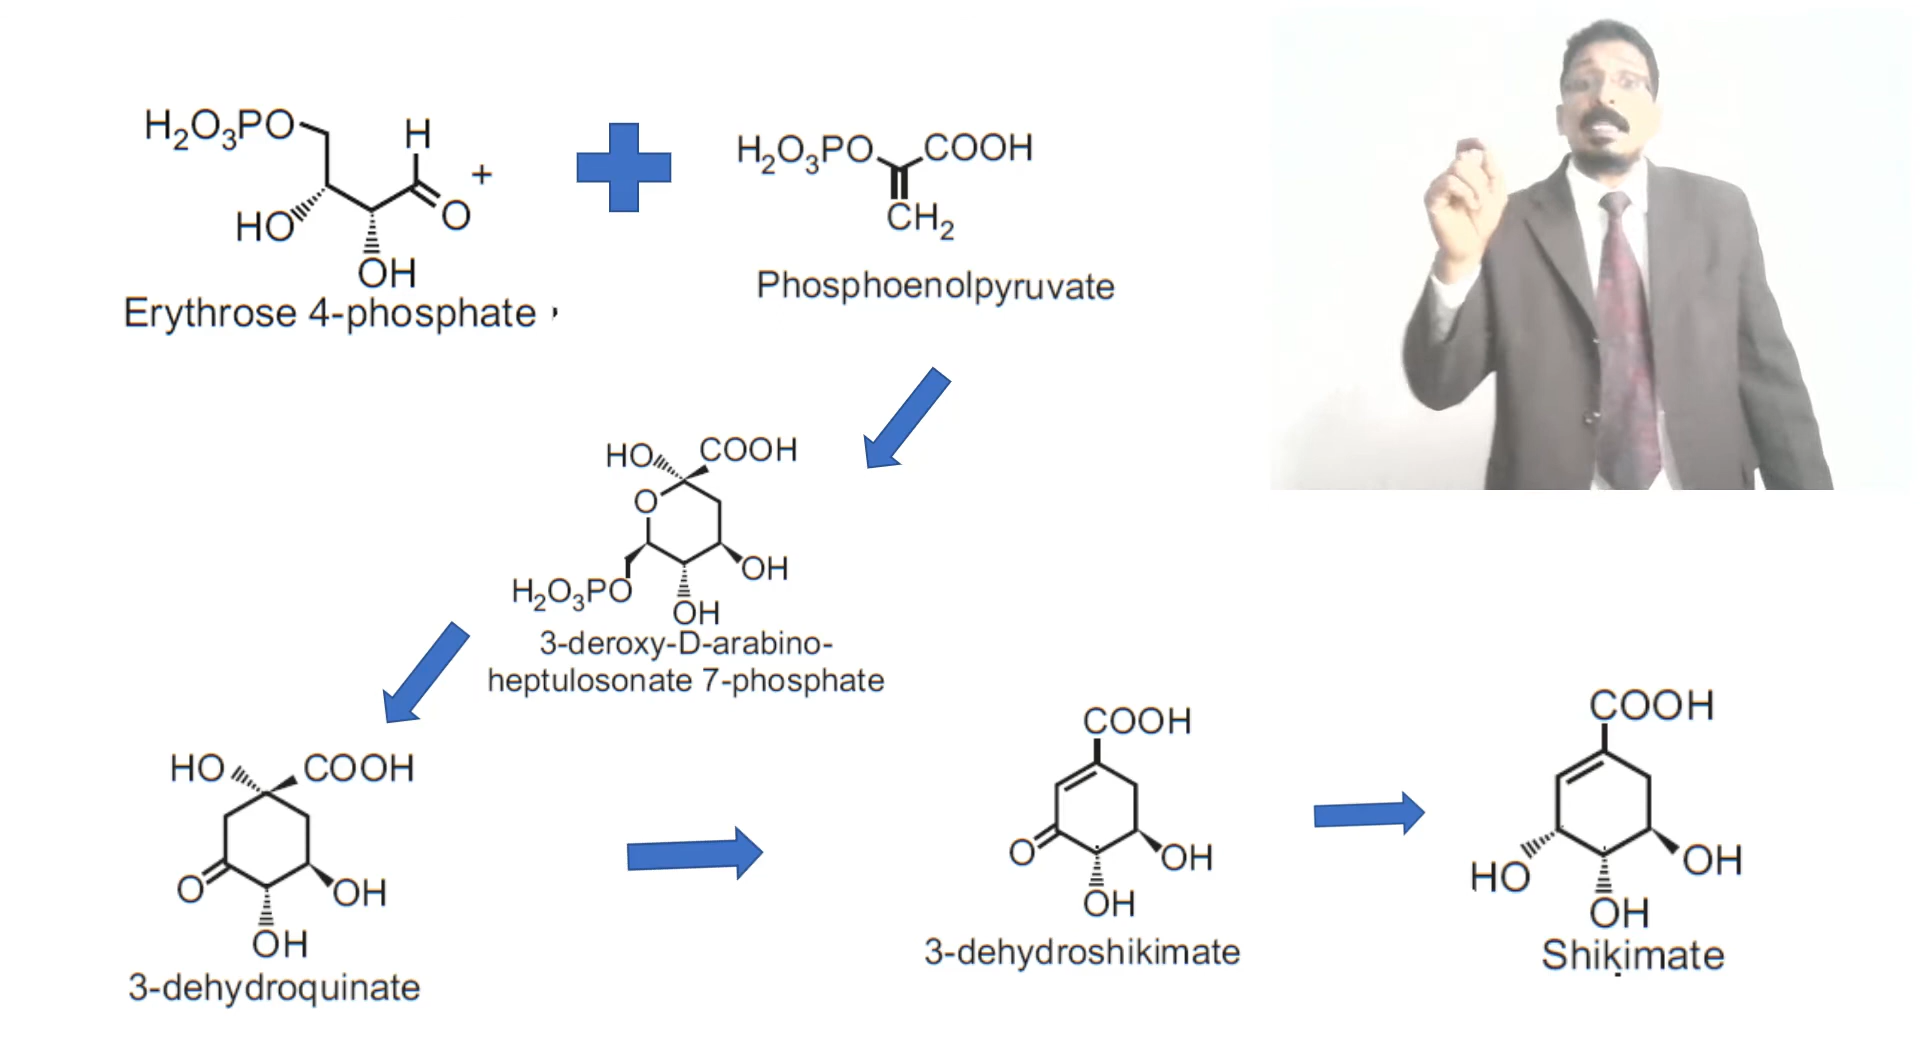 H₂O₃PO
H
+
HO
O
OH
Erythrose 4-phosphate ,
H₂O₃PO
COOH
CH₂
Phosphoenolpyruvate
HO
COOH
O
OH
H₂O₃PO
OH
3-deroxy-D-arabino-
heptulosonate 7-phosphate
HO
COOH
O
OH
OH
3-dehydroquinate
COOH
O
OH
OH
3-dehydroshikimate
COOH
HO
OH
OH
Shikimate